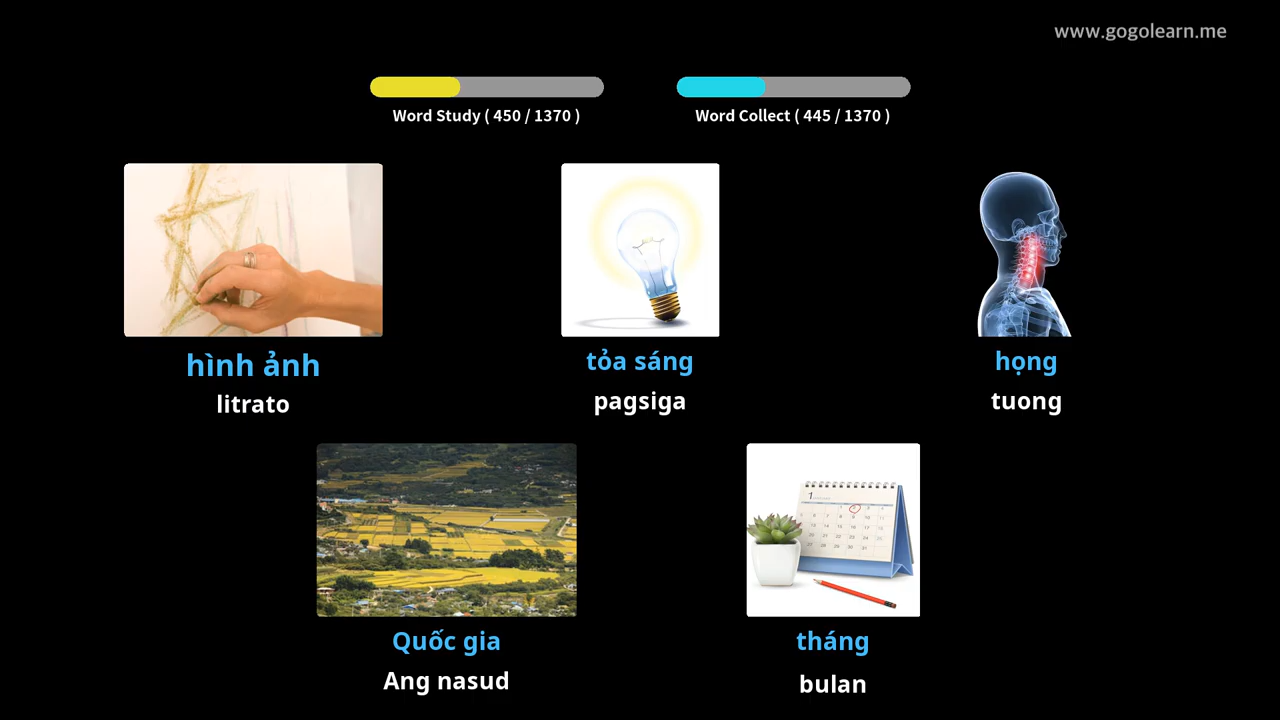 www.gogolearn.me
Word Study ( 450 / 1370 )
Word Collect ( 445 / 1370 )
hình ảnh
litrato
tỏa sáng
pagsiga
họng
tuong
Quốc gia
Ang nasud
tháng
bulan